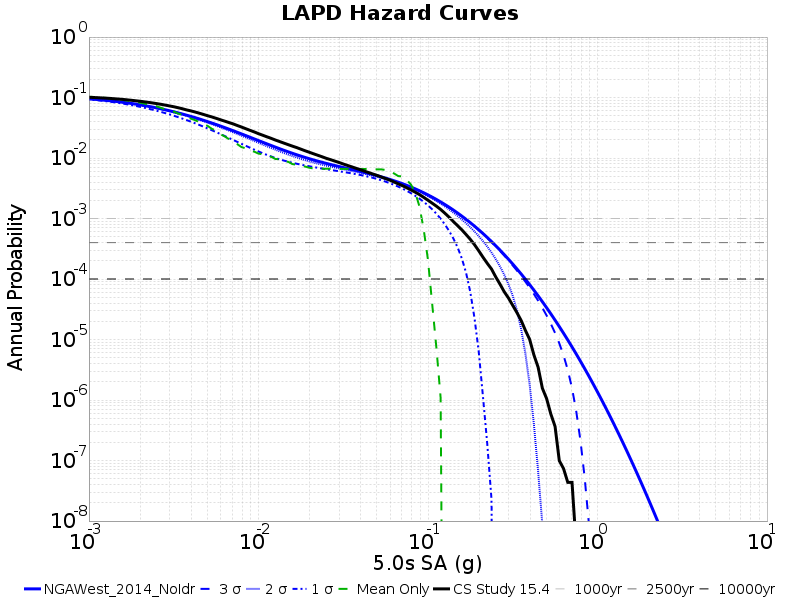 LAPD Hazard Curves
10^0
10^-1
10^-2
10^-3
10^-4
10^-5
10^-6
10^-7
10^-8
Annual Probability
10^-3 10^-2 10^-1 10^0 10^1
5.0s SA (g)
NGAWest_2014_NoIdr 3 σ 2 σ 1 σ Mean Only CS Study 15.4 1000yr 2500yr 10000yr